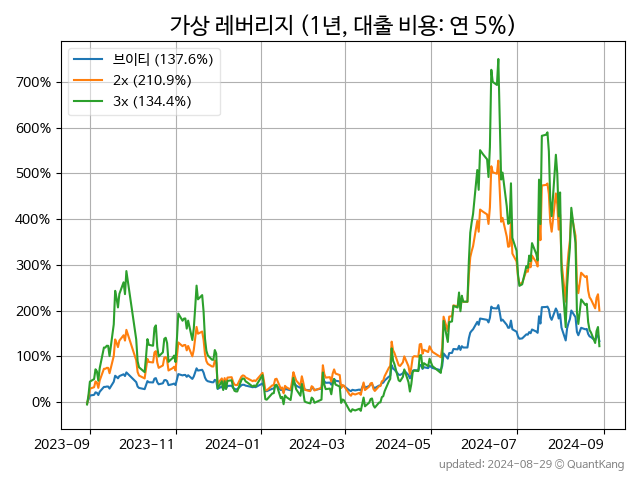 가상 레버리지 (1년, 대출 비용: 연 5%)
브이티 (137.6%)
2x (210.9%)
3x (134.4%)
700%
600%
500%
400%
300%
200%
100%
0%
2023-09 2023-11 2024-01 2024-03 2024-05 2024-07 2024-09
updated: 2024-08-29 © QuantKang